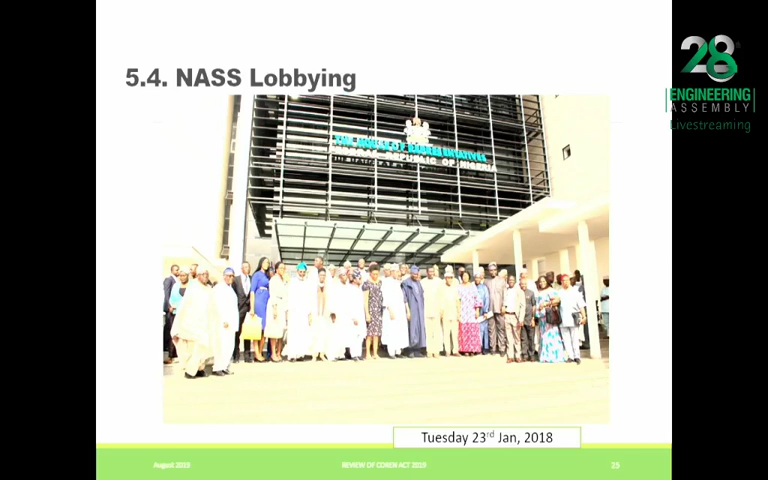 5.4. NASS Lobbying
THE HOUSE OF REPRESENTATIVES
FEDERAL REPUBLIC OF NIGERIA
Tuesday 23rd Jan, 2018
August 2019
REVIEW OF COREN ACT 2019
25
28
ENGINEERING
ASSEMBLY
Livestreaming